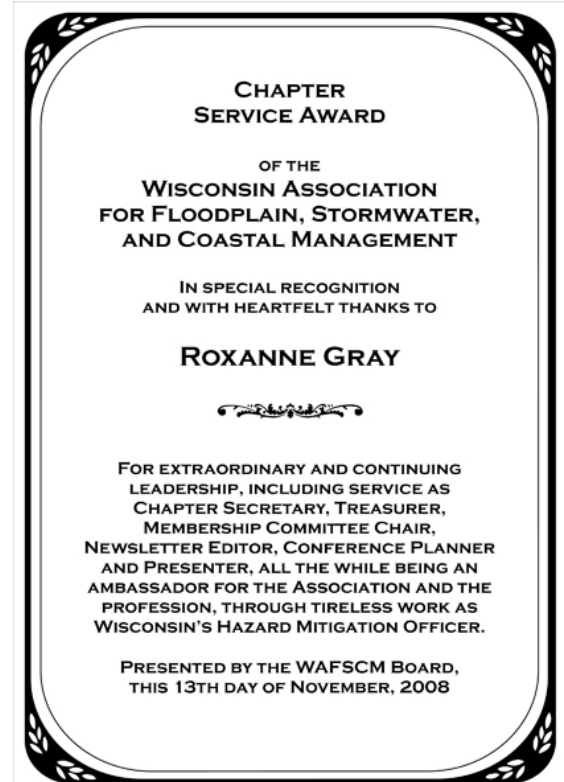 Chapter
Service Award
of the
Wisconsin Association
for Floodplain, Stormwater,
and Coastal Management
In special recognition
and with heartfelt thanks to
Roxanne Gray
For extraordinary and continuing
leadership, including service as
Chapter Secretary, Treasurer,
Membership Committee Chair,
Newsletter Editor, Conference Planner
and Presenter, all the while being an
ambassador for the Association and the
profession, through tireless work as
Wisconsin's Hazard Mitigation Officer.
Presented by the WAFSCM Board,
this 13th day of November, 2008